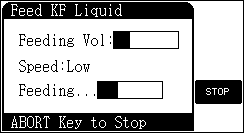 Feed KF Liquid
Feeding Vol:
Speed:Low
Feeding...
STOP
ABORT Key to Stop